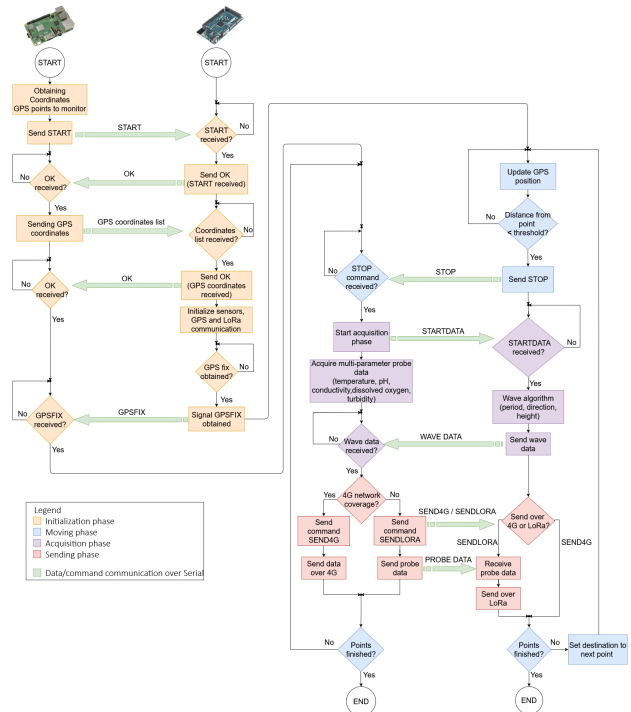 START
START
Obtaining
Coordinates
GPS points to monitor
Send START
START
START
received?
No
Yes
OK
received?
No
OK
Send OK
(START received)
Yes
Sending GPS
coordinates
GPS coordinates list
Coordinates
list received?
No
Yes
OK
received?
No
OK
Send OK
(GPS coordinates
received)
Yes
Initialize sensors,
GPS and LoRa
communication
GPS fix
obtained?
No
Yes
GPSFIX
received?
No
GPSFIX
Signal GPSFIX
obtained
Yes
Update GPS
position
Distance from
point
< threshold?
No
Yes
STOP
command
received?
No
STOP
Send STOP
Yes
Start acquisition
phase
STARTDATA
STARTDATA
received?
No
Yes
Acquire multi-parameter probe
data
(temperature, pH,
conductivity,dissolved oxygen,
turbidity)
Wave algorithm
(period, direction,
height)
Wave data
received?
No
WAVE DATA
Send wave
data
Yes
4G network
coverage?
Yes
No
Send
command
SEND4G
Send
command
SENDLORA
SEND4G / SENDLORA
Send over
4G or LoRa?
SENDLORA
SEND4G
Send data
over 4G
Send probe
data
PROBE DATA
Receive
probe data
Send over
LoRa
Points
finished?
No
Yes
END
Points
finished?
No
Set destination to
next point
Yes
END
Legend
Initialization phase
Moving phase
Acquisition phase
Sending phase
Data/command communication over Serial